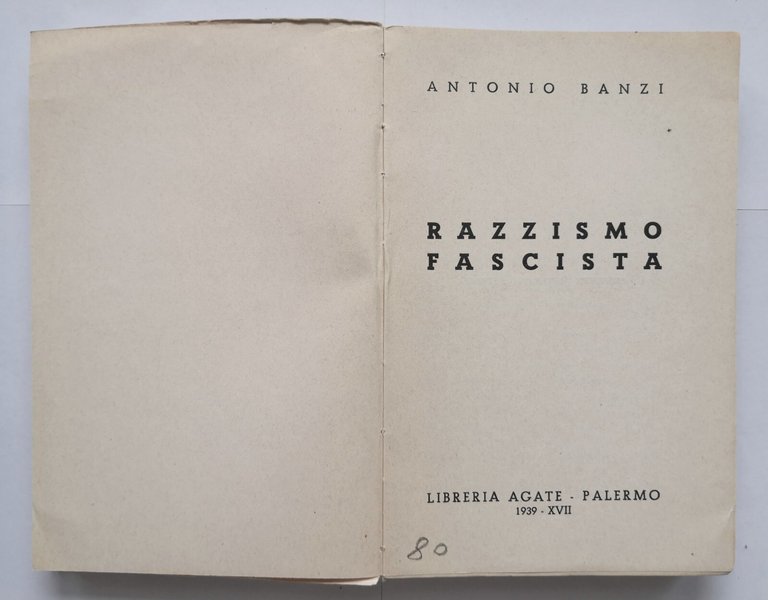 ANTONIO BANZI
RAZZISMO
FASCISTA
LIBRERIA AGATE - PALERMO
1939 - XVII
80